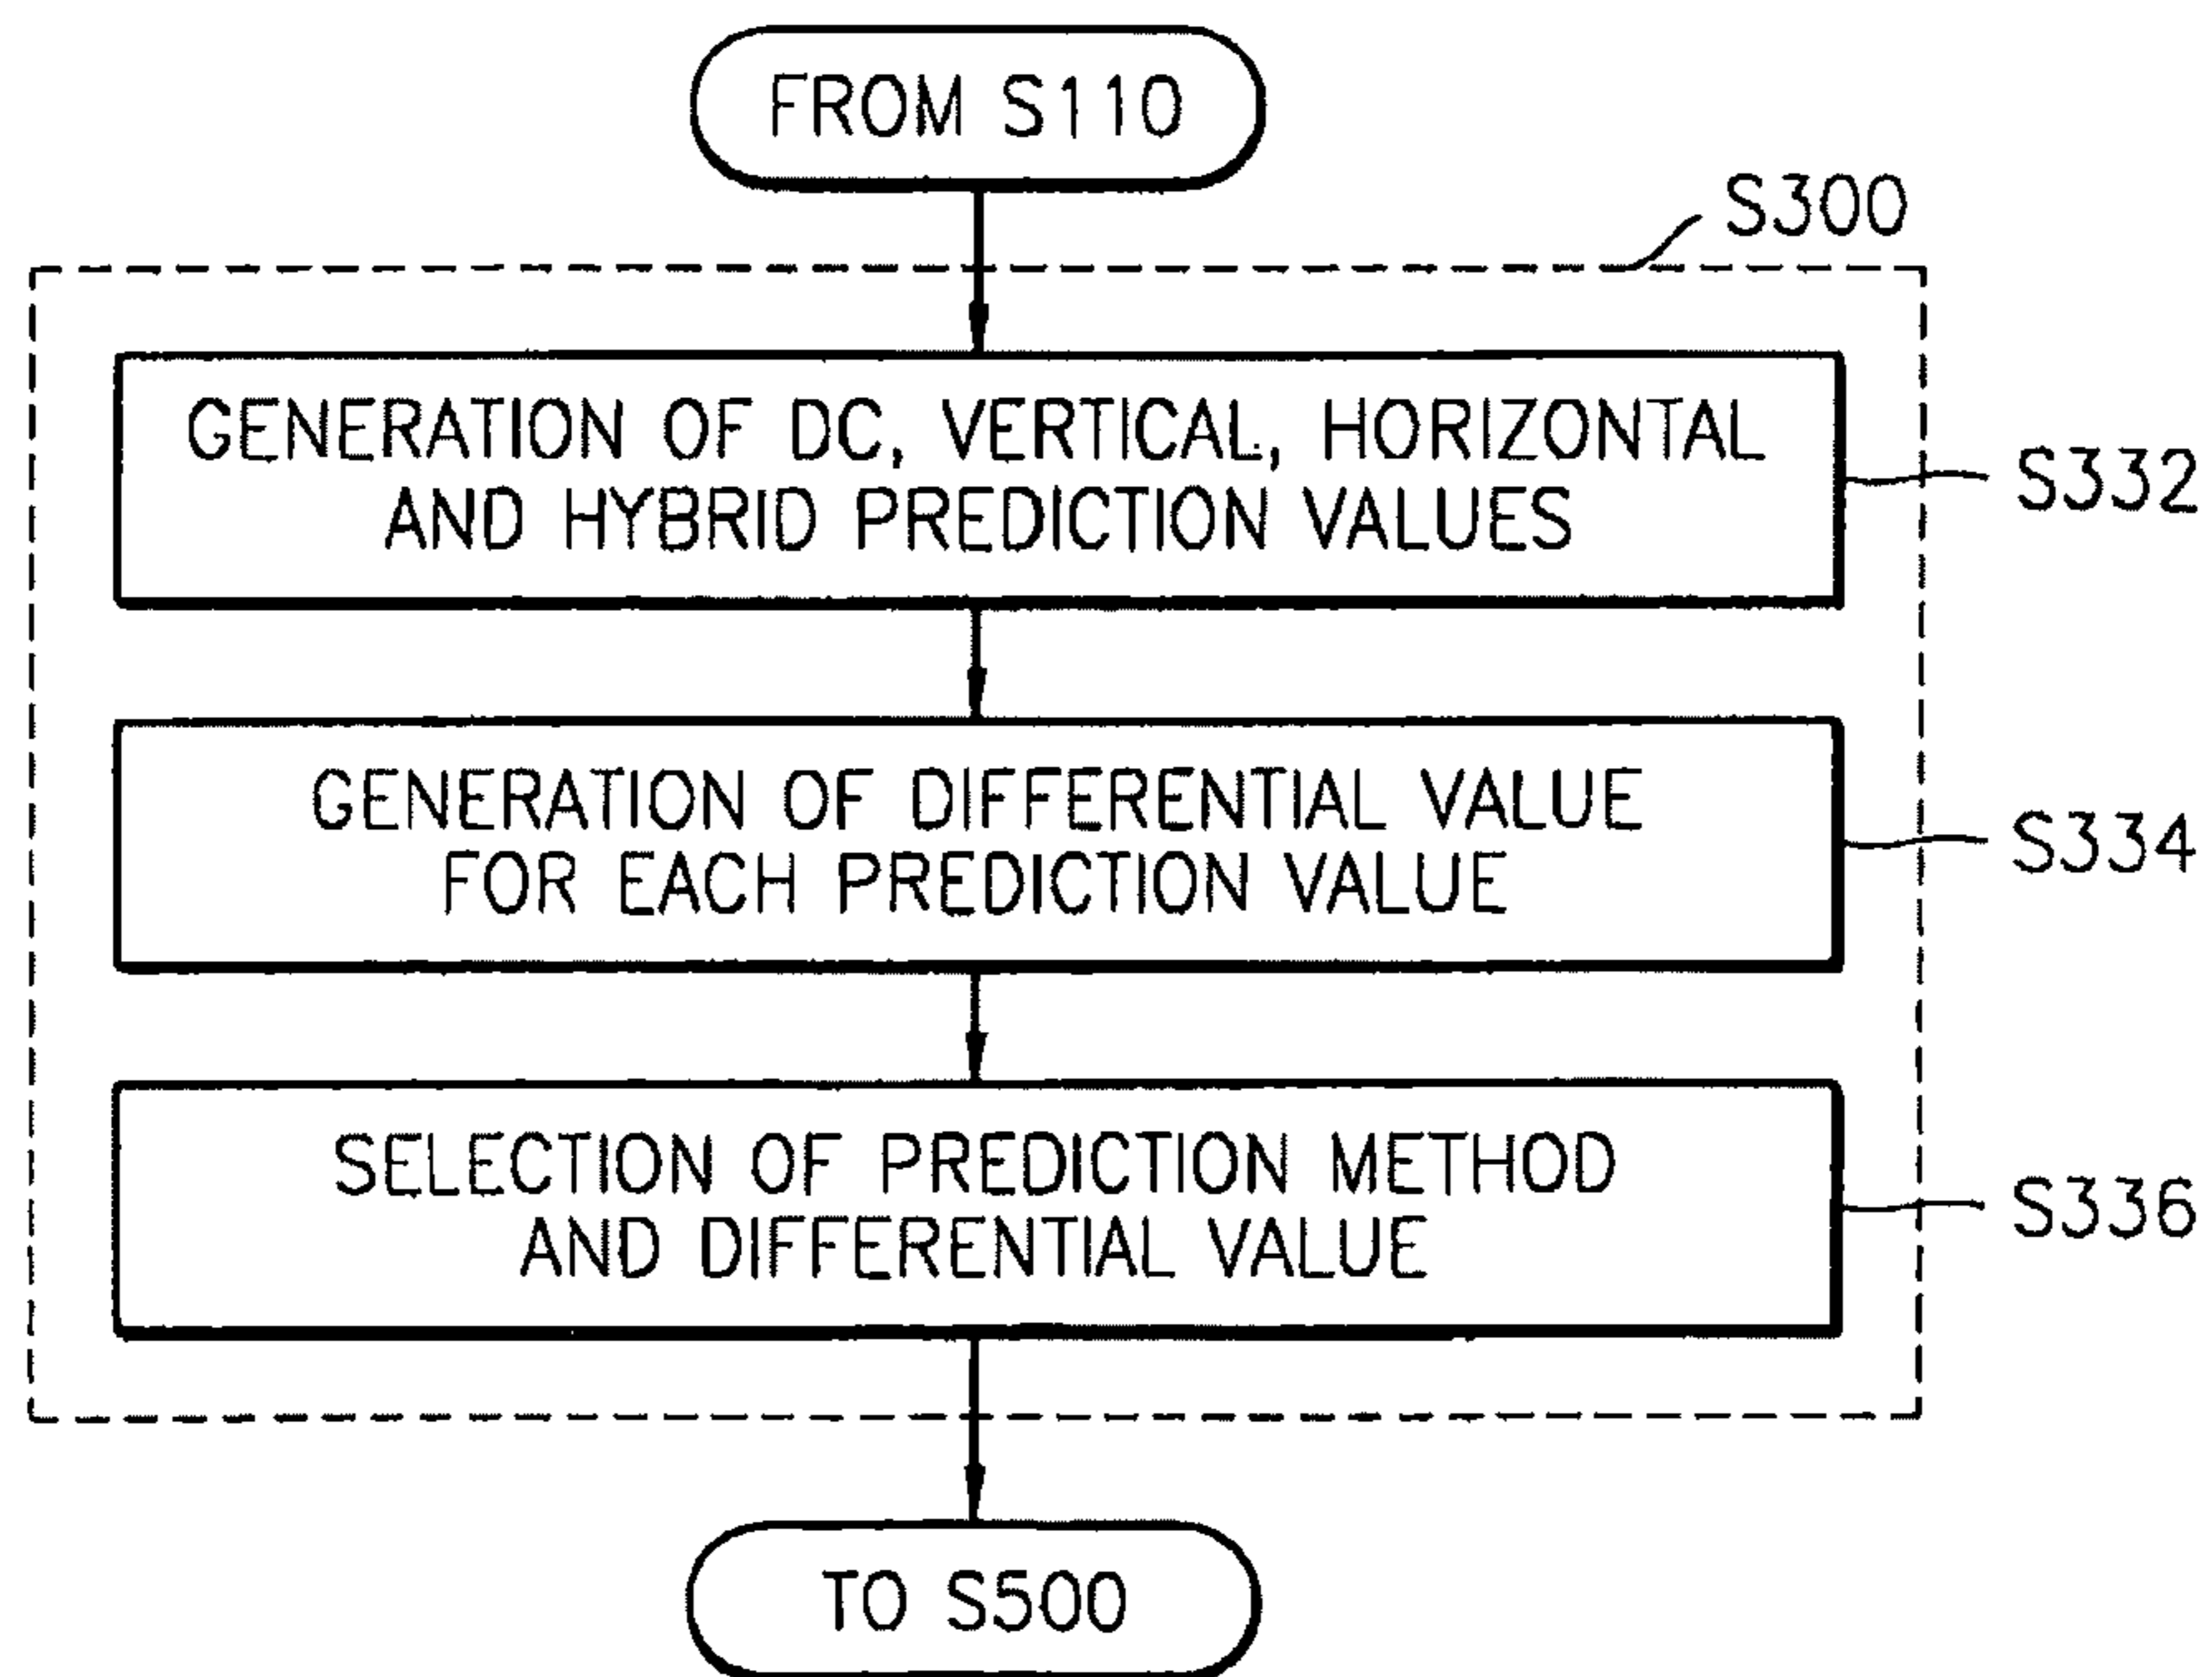 FROM S110
S300
GENERATION OF DC, VERTICAL, HORIZONTAL
AND HYBRID PREDICTION VALUES
S332
GENERATION OF DIFFERENTIAL VALUE
FOR EACH PREDICTION VALUE
S334
SELECTION OF PREDICTION METHOD
AND DIFFERENTIAL VALUE
S336
TO S500